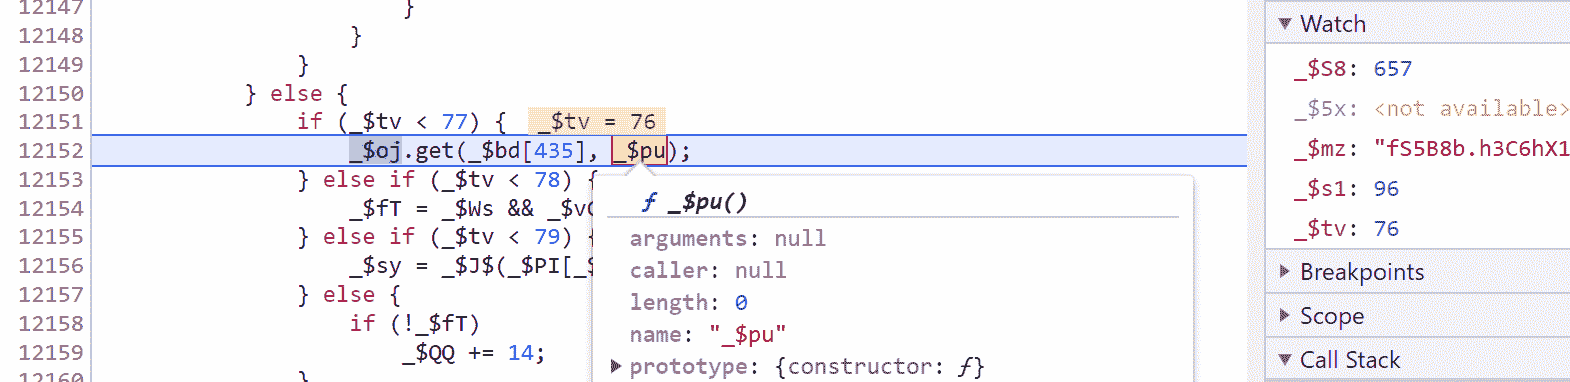 12147 }
12148 }
12149 }
12150 } else {
12151 if (_$tv < 77) { _$tv = 76
12152 _$oj.get(_$bd[435], _$pu);
12153 } else if (_$tv < 78) {
12154 _$fT = _$Ws && _$v
12155 } else if (_$tv < 79) {
12156 _$sy = _$J$(_$PI[_$
12157 } else {
12158 if (!_$fT)
12159 _$QQ += 14;
12160 }
ƒ _$pu()
arguments: null
caller: null
length: 0
name: "_$pu"
▶ prototype: {constructor: ƒ}
▼ Watch
_$S8: 657
_$5x: <not available>
_$mz: "fS5B8b.h3C6hX1
_$s1: 96
_$tv: 76
▶ Breakpoints
▶ Scope
▼ Call Stack